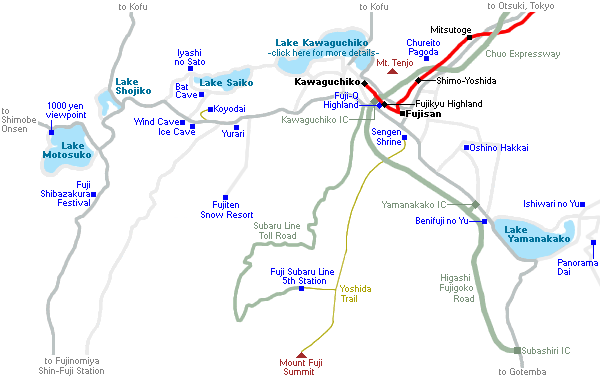 to Kofu
to Kofu
to Otsuki, Tokyo
Mitsutoge
Lake Kawaguchiko
-click here for more details-
Chureito
Pagoda
Chuo Expressway
Iyashi
no Sato
Mt. Tenjo
Lake
Shojiko
Lake Saiko
Bat
Cave
Kawaguchiko
Shimo-Yoshida
1000 yen
viewpoint
Koyodai
Fuji-Q
Highland
Fujikyu Highland
to
Shimobe
Onsen
Wind Cave
Ice Cave
Yurari
Kawaguchiko IC
Fujisan
Sengen
Shrine
Lake
Motosuko
Oshino Hakkai
Fuji
Shibazakura
Festival
Fujiten
Snow Resort
Yamanakako IC
Ishiwari no Yu
Benifuji no Yu
Subaru Line
Toll Road
Lake
Yamanakako
Panorama
Dai
Fuji Subaru Line
5th Station
Yoshida
Trail
Higashi
Fujigoko
Road
Mount Fuji
Summit
Subashiri IC
to Fujinomiya
Shin-Fuji Station
to Gotemba